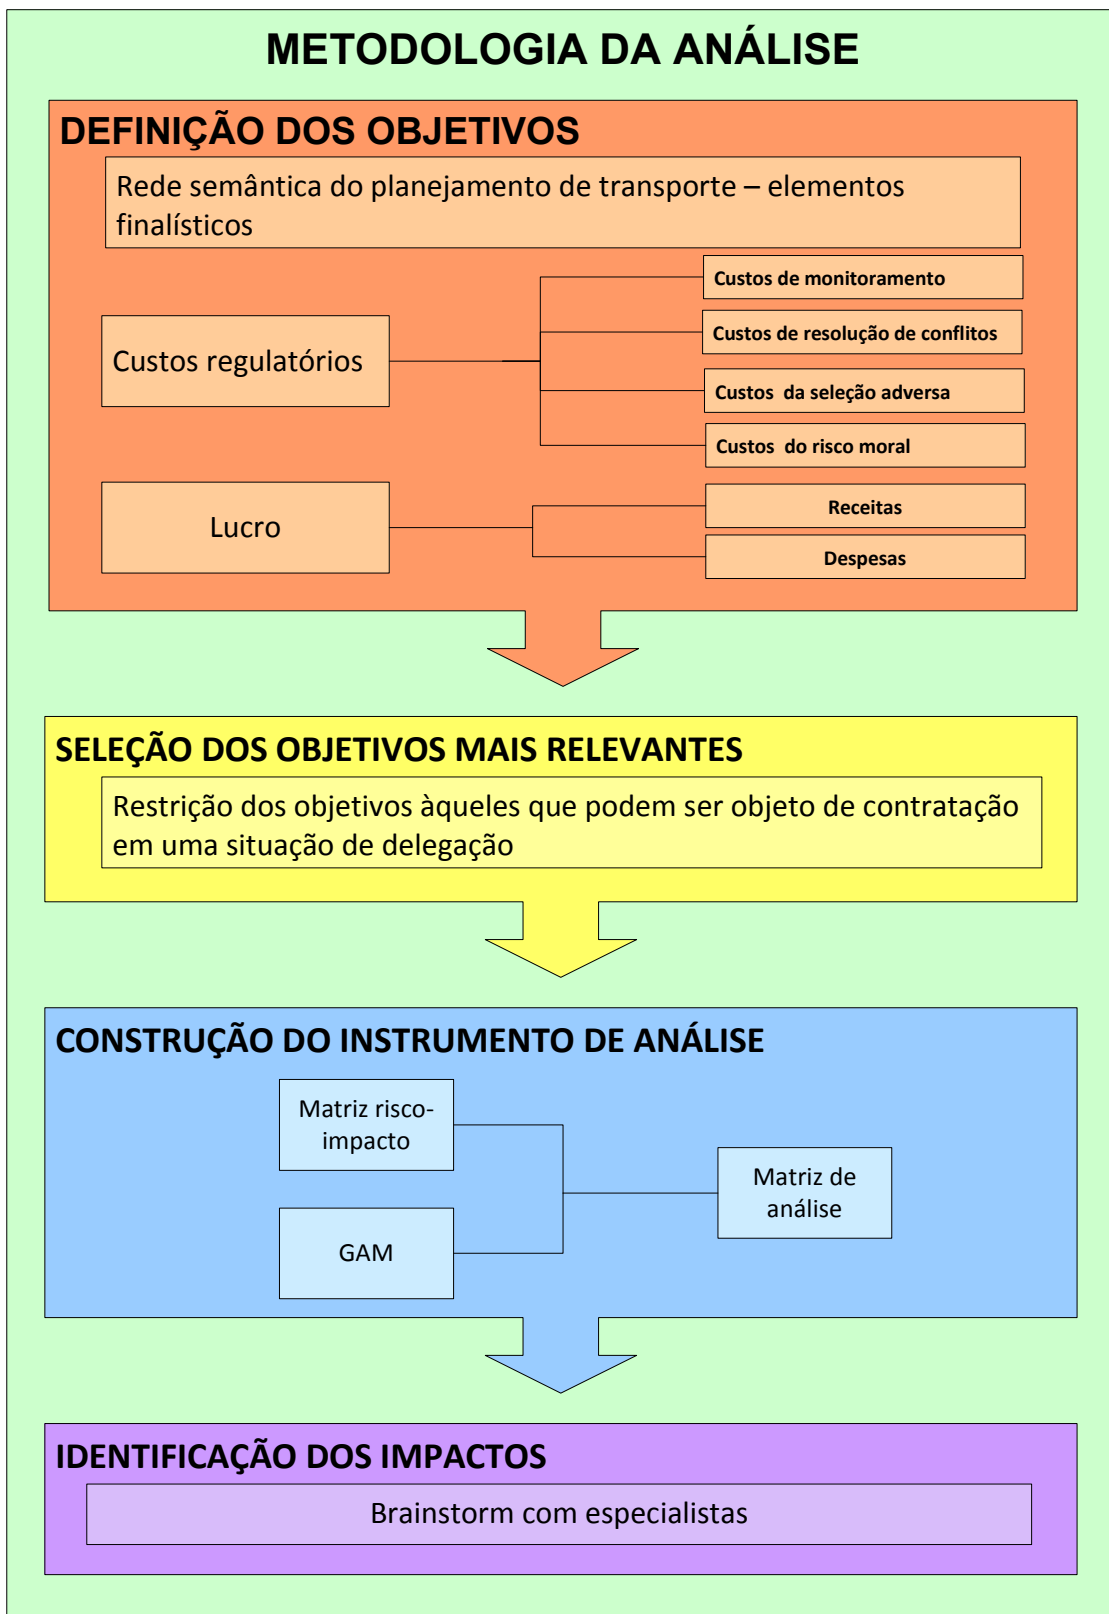 METODOLOGIA DA ANÁLISE
DEFINIÇÃO DOS OBJETIVOS
Rede semântica do planejamento de transporte – elementos
finalísticos
Custos regulatórios
Custos de monitoramento
Custos de resolução de conflitos
Custos da seleção adversa
Custos do risco moral
Lucro
Receitas
Despesas
SELEÇÃO DOS OBJETIVOS MAIS RELEVANTES
Restrição dos objetivos àqueles que podem ser objeto de contratação
em uma situação de delegação
CONSTRUÇÃO DO INSTRUMENTO DE ANÁLISE
Matriz risco-
impacto
GAM
Matriz de
análise
IDENTIFICAÇÃO DOS IMPACTOS
Brainstorm com especialistas